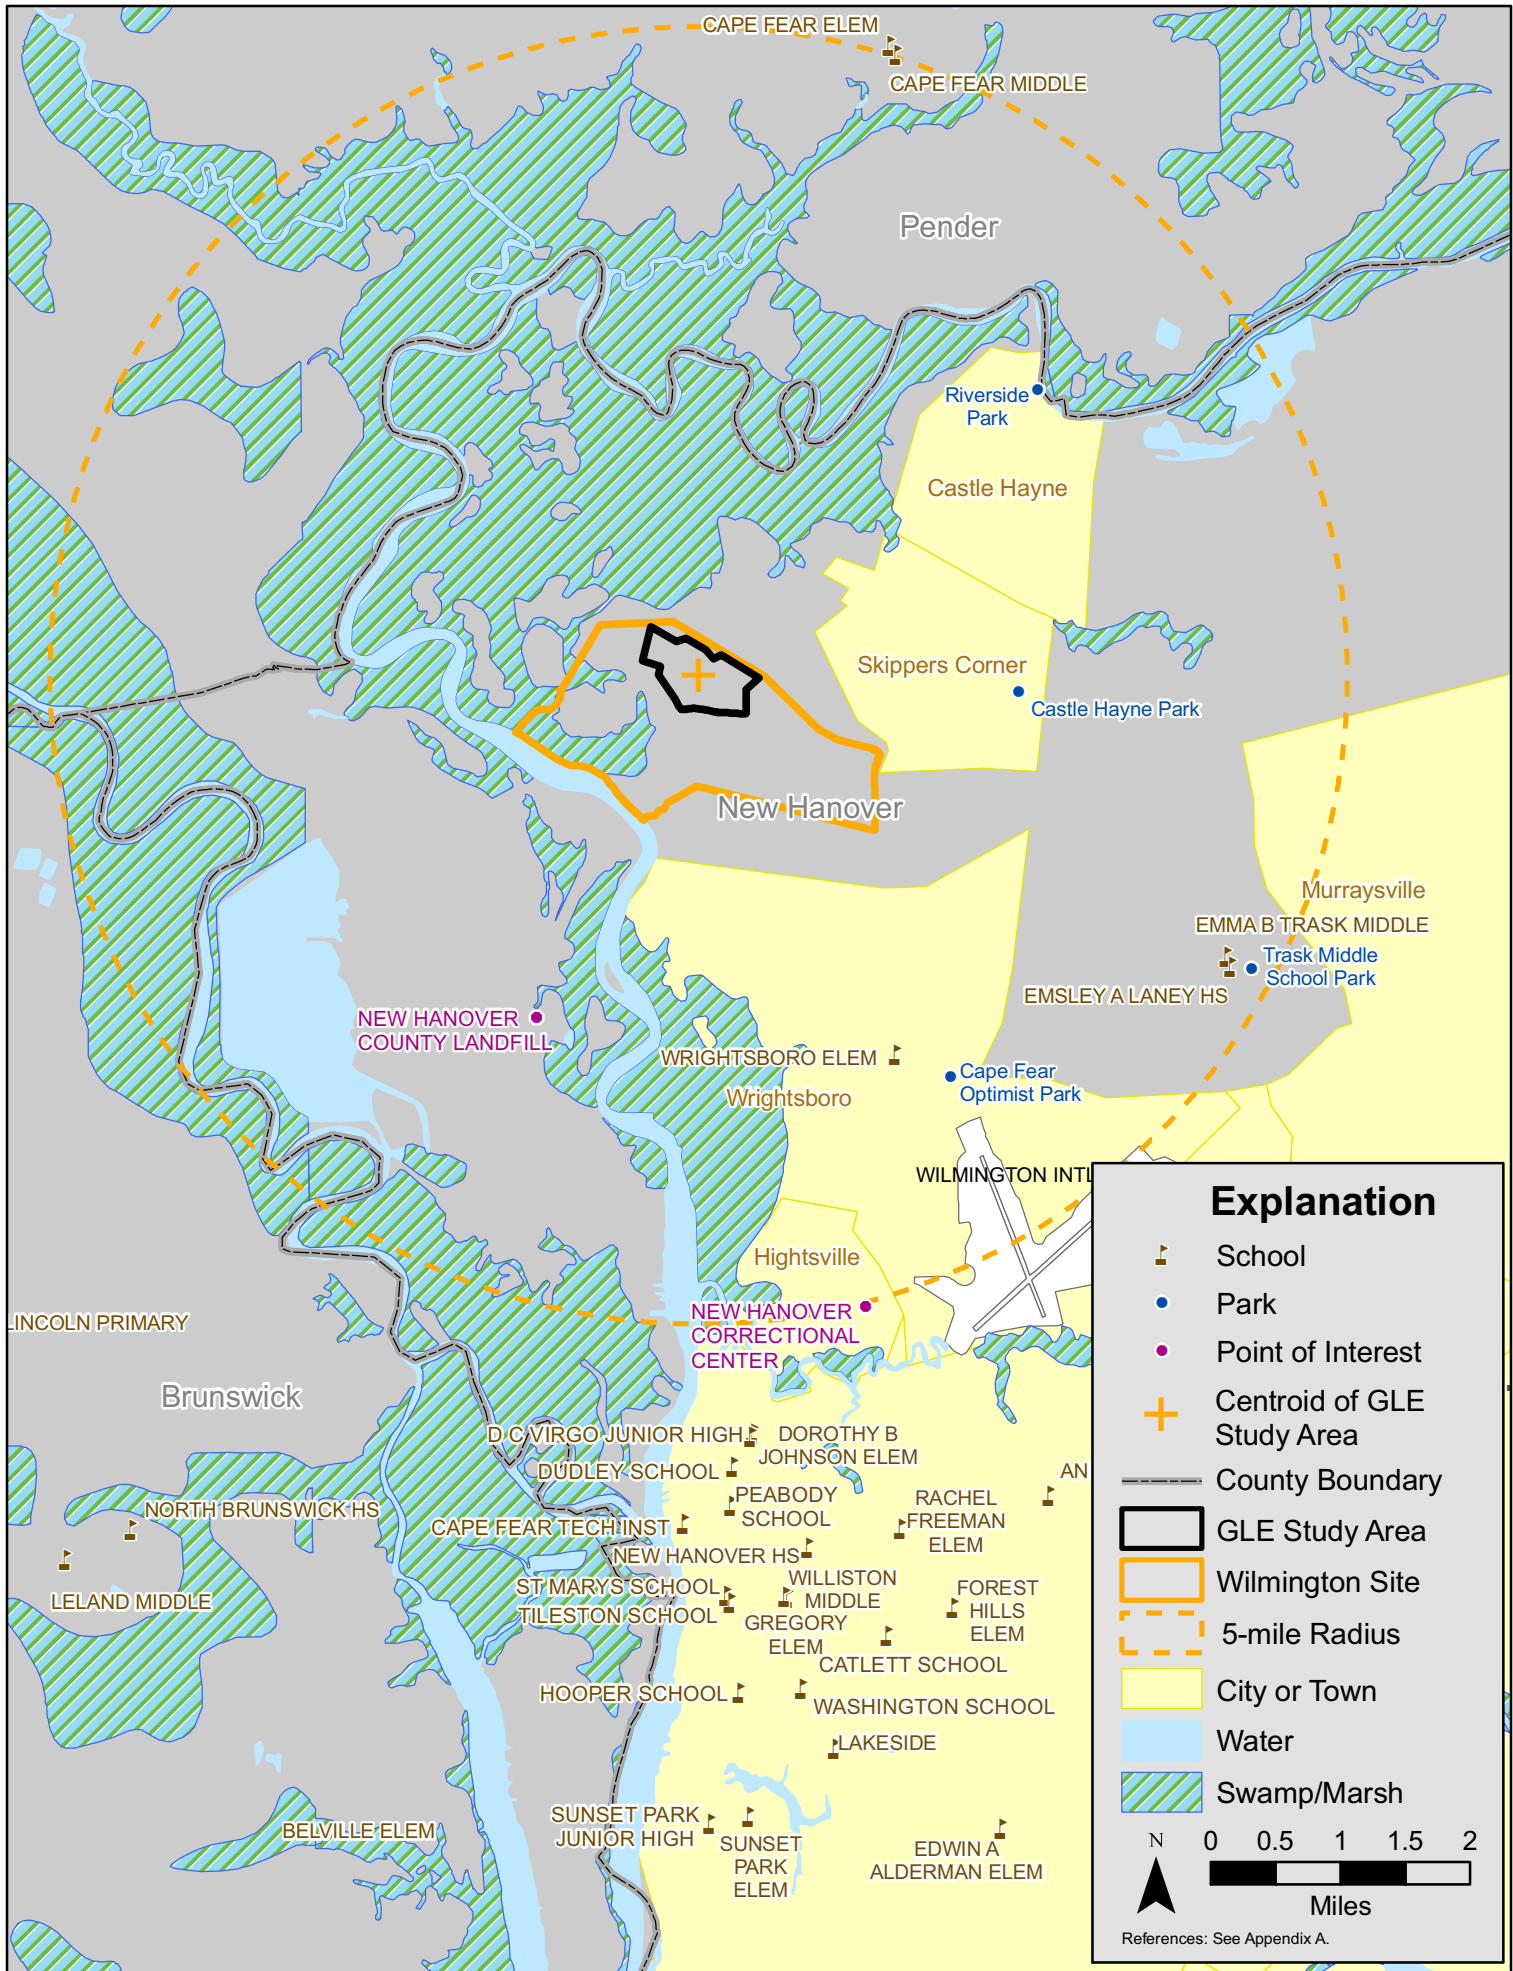 CAPE FEAR ELEM
CAPE FEAR MIDDLE
Pender
Riverside
Park
Castle Hayne
Skippers Corner
Castle Hayne Park
New Hanover
Murraysville
EMMA B TRASK MIDDLE
Trask Middle
School Park
EMSLEY A LANEY HS
NEW HANOVER
COUNTY LANDFILL
WRIGHTSBORO ELEM
Wrightsboro
Cape Fear
Optimist Park
WILMINGTON INTL
Hightsville
NEW HANOVER
CORRECTIONAL
CENTER
LINCOLN PRIMARY
Brunswick
D C VIRGO JUNIOR HIGH
DOROTHY B
JOHNSON ELEM
DUDLEY SCHOOL
AN
PEABODY
SCHOOL
RACHEL
FREEMAN
ELEM
NORTH BRUNSWICK HS
CAPE FEAR TECH INST
NEW HANOVER HS
LELAND MIDDLE
ST MARYS SCHOOL
TILESTON SCHOOL
WILLISTON
MIDDLE
GREGORY
ELEM
FOREST
HILLS
ELEM
CATLETT SCHOOL
HOOPER SCHOOL
WASHINGTON SCHOOL
LAKESIDE
SUNSET PARK
JUNIOR HIGH
SUNSET
PARK
ELEM
BELVILLE ELEM
EDWIN A
ALDERMAN ELEM
Explanation
School
Park
Point of Interest
Centroid of GLE
Study Area
County Boundary
GLE Study Area
Wilmington Site
5-mile Radius
City or Town
Water
Swamp/Marsh
N
0 0.5 1 1.5 2
Miles
References: See Appendix A.